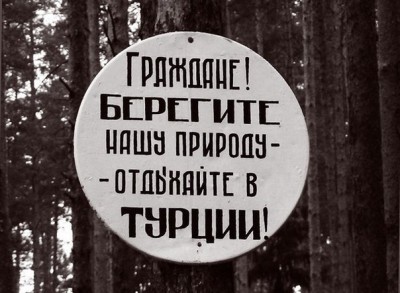 Граждане!
БЕРЕГИТЕ
НАШУ ПРИРОДУ-
-ОТДЫХАЙТЕ В
ТУРЦИИ!